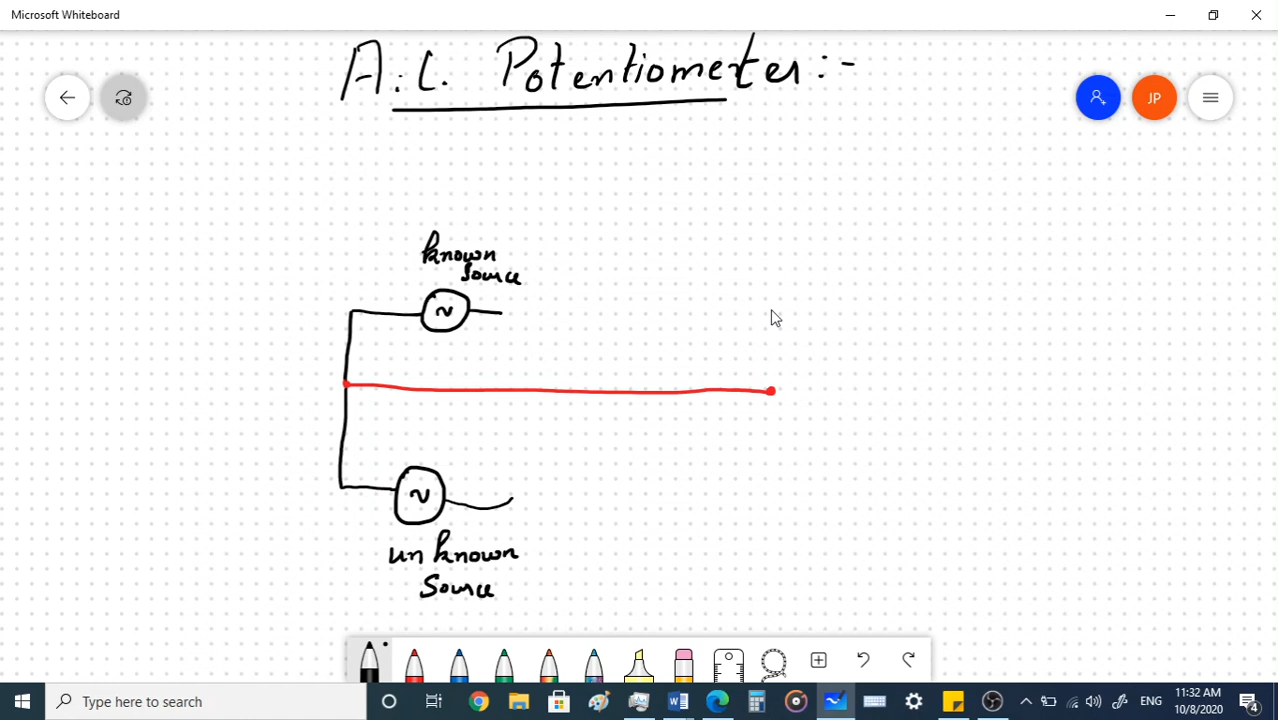 Microsoft Whiteboard
A.C. Potentiometer :-
JP
known
source
~
~
unknown
Source
Type here to search
ENG
11:32 AM
10/8/2020
4